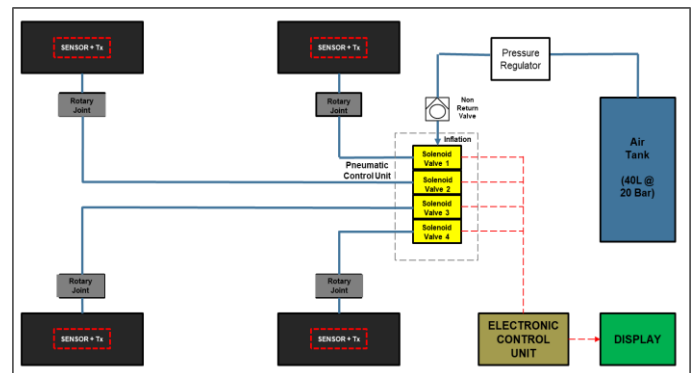 SENSOR + Tx
SENSOR + Tx
Pressure
Regulator
Rotary
Joint
Rotary
Joint
Non
Return
Valve
Inflation
Air
Tank
(40L @
20 Bar)
Pneumatic
Control Unit
Solenoid
Valve 1
Solenoid
Valve 2
Solenoid
Valve 3
Solenoid
Valve 4
Rotary
Joint
Rotary
Joint
SENSOR + Tx
SENSOR + Tx
ELECTRONIC
CONTROL
UNIT
DISPLAY